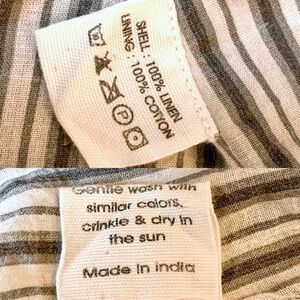 SHELL : 100% LINEN
LINING : 100% COTTON
Gentle wash with
similar colors,
crinkle & dry in
the sun
Made in india